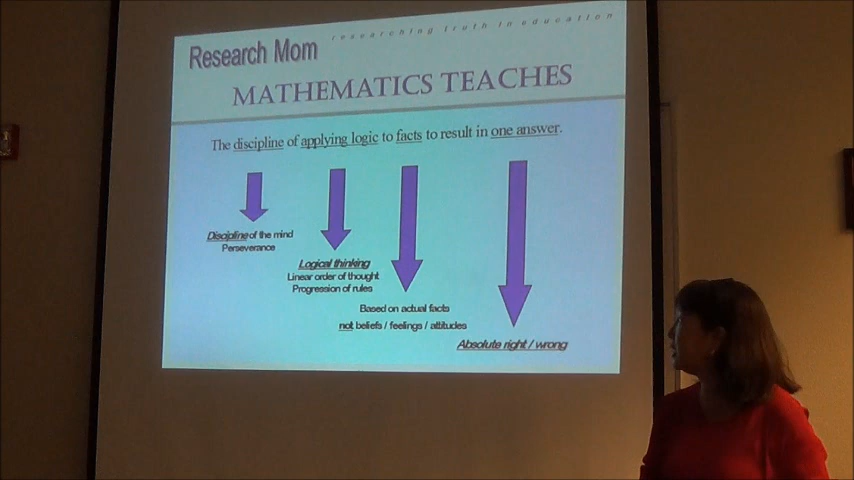 researching truth in education
Research Mom
MATHEMATICS TEACHES
The discipline of applying logic to facts to result in one answer.
Discipline of the mind
Perseverance
Logical thinking
Linear order of thought
Progression of rules
Based on actual facts
not beliefs / feelings / attitudes
Absolute right / wrong